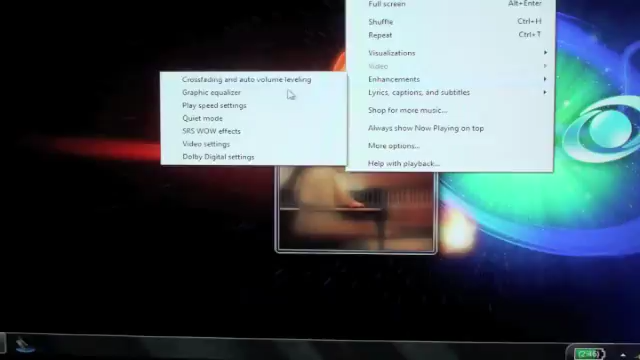 Full screen Alt+Enter
Shuffle Ctrl+H
Repeat Ctrl+T
Visualizations
Video
Enhancements
Lyrics, captions, and subtitles
Shop for more music...
Always show Now Playing on top
More options...
Help with playback...
Crossfading and auto volume leveling
Graphic equalizer
Play speed settings
Quiet mode
SRS WOW effects
Video settings
Dolby Digital settings
(2:46)